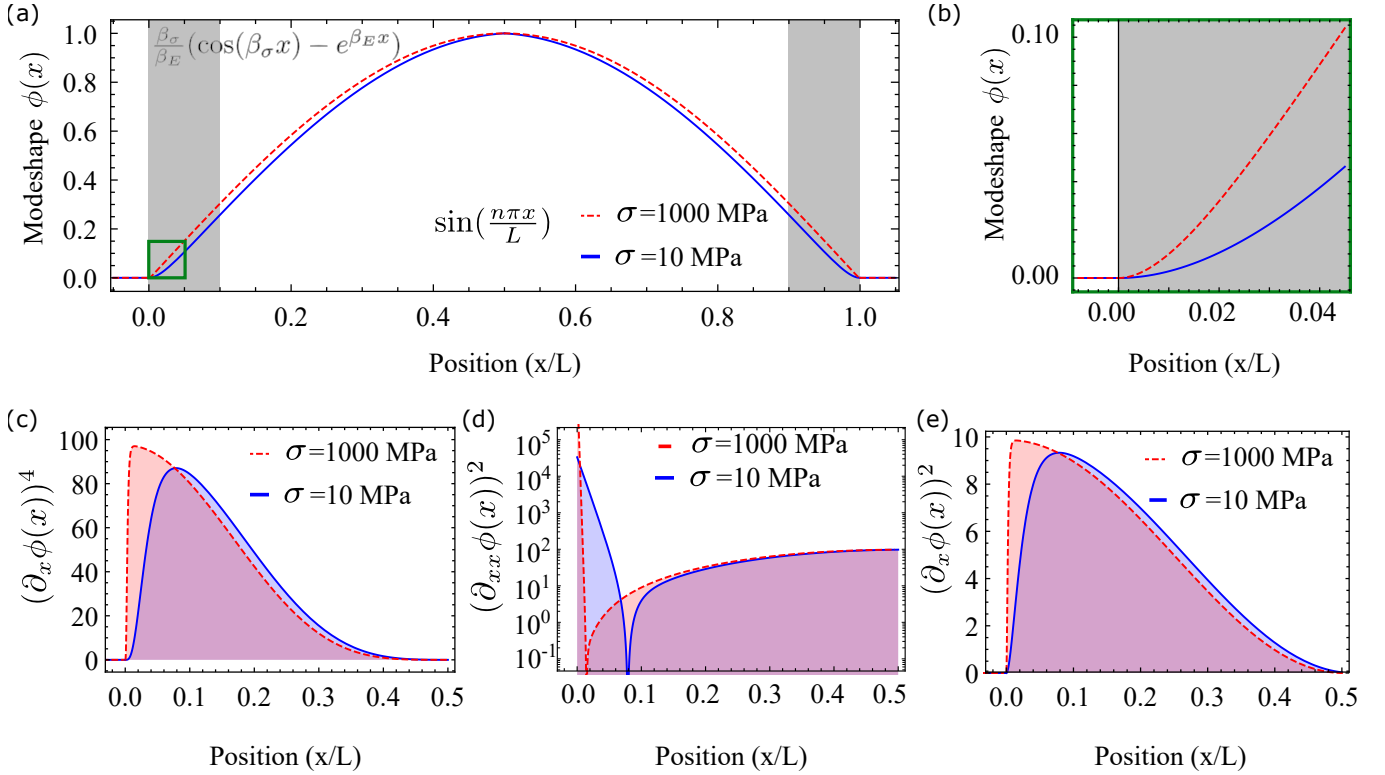 (a)
Modeshape ϕ(x)
1.0
0.8
0.6
0.4
0.2
0.0
β_σ/β_E (cos(β_σ x) − e^{β_E x})
sin(nπx/L)
σ=1000 MPa
σ=10 MPa
0.0 0.2 0.4 0.6 0.8 1.0
Position (x/L)
(b)
Modeshape ϕ(x)
0.10
0.00
0.00 0.02 0.04
Position (x/L)
(c)
(∂ₓϕ(x))⁴
100
80
60
40
20
0
σ=1000 MPa
σ=10 MPa
0.0 0.1 0.2 0.3 0.4 0.5
Position (x/L)
(d)
(∂ₓₓϕ(x))²
10⁵
10⁴
10³
10²
10¹
10⁰
10⁻¹
σ=1000 MPa
σ=10 MPa
0.0 0.1 0.2 0.3 0.4 0.5
Position (x/L)
(e)
(∂ₓϕ(x))²
10
8
6
4
2
0
σ=1000 MPa
σ=10 MPa
0.0 0.1 0.2 0.3 0.4 0.5
Position (x/L)